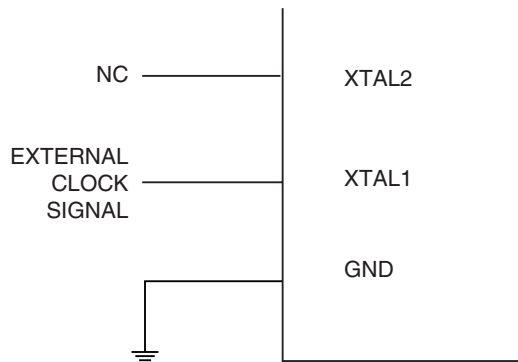 NC
XTAL2
EXTERNAL
CLOCK
SIGNAL
XTAL1
GND